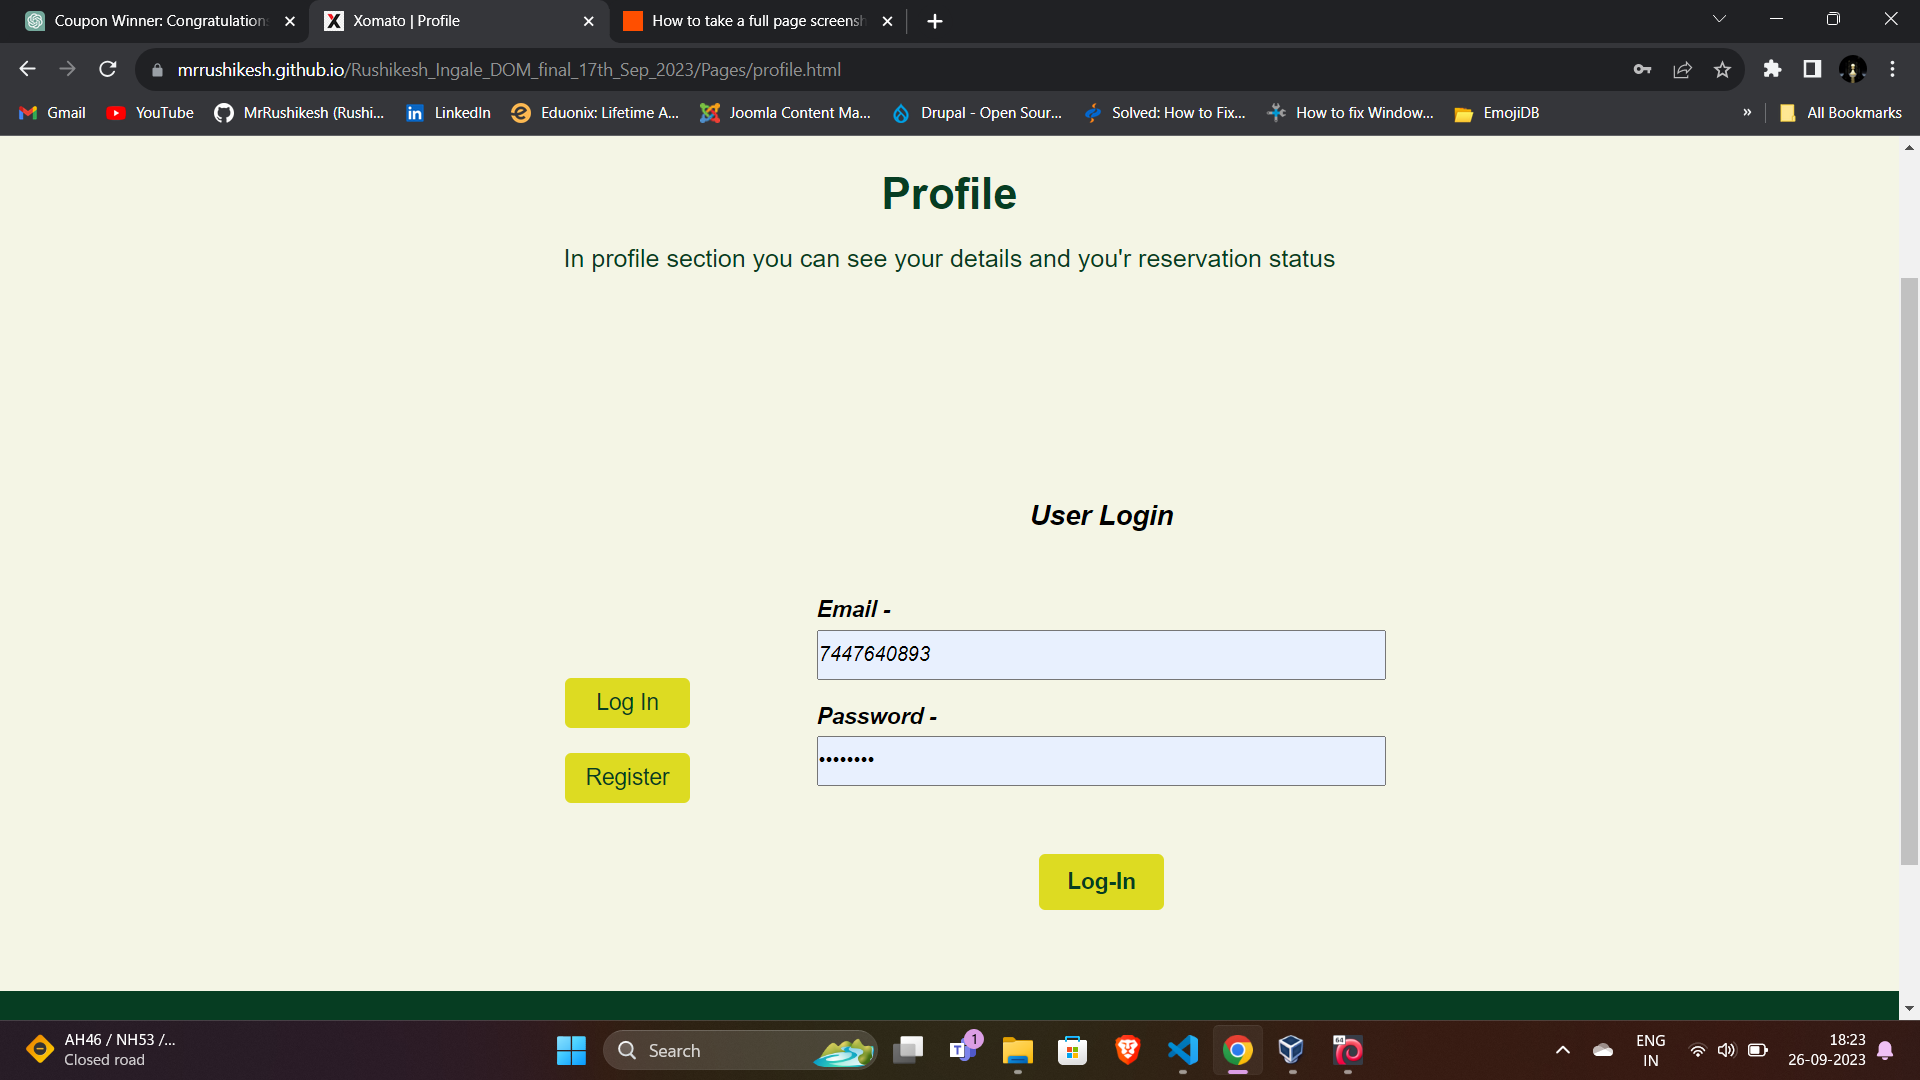 Coupon Winner: Congratulation
Xomato | Profile
How to take a full page screensh
mrrushikesh.github.io/Rushikesh_Ingale_DOM_final_17th_Sep_2023/Pages/profile.html
Gmail
YouTube
MrRushikesh (Rushi...
LinkedIn
Eduonix: Lifetime A...
Joomla Content Ma...
Drupal - Open Sour...
Solved: How to Fix...
How to fix Window...
EmojiDB
»
All Bookmarks
Profile
In profile section you can see your details and you'r reservation status
User Login
Email -
7447640893
Log In
Password -
••••••••
Register
Log-In
AH46 / NH53 /...
Closed road
Search
1
64
ENG
IN
18:23
26-09-2023